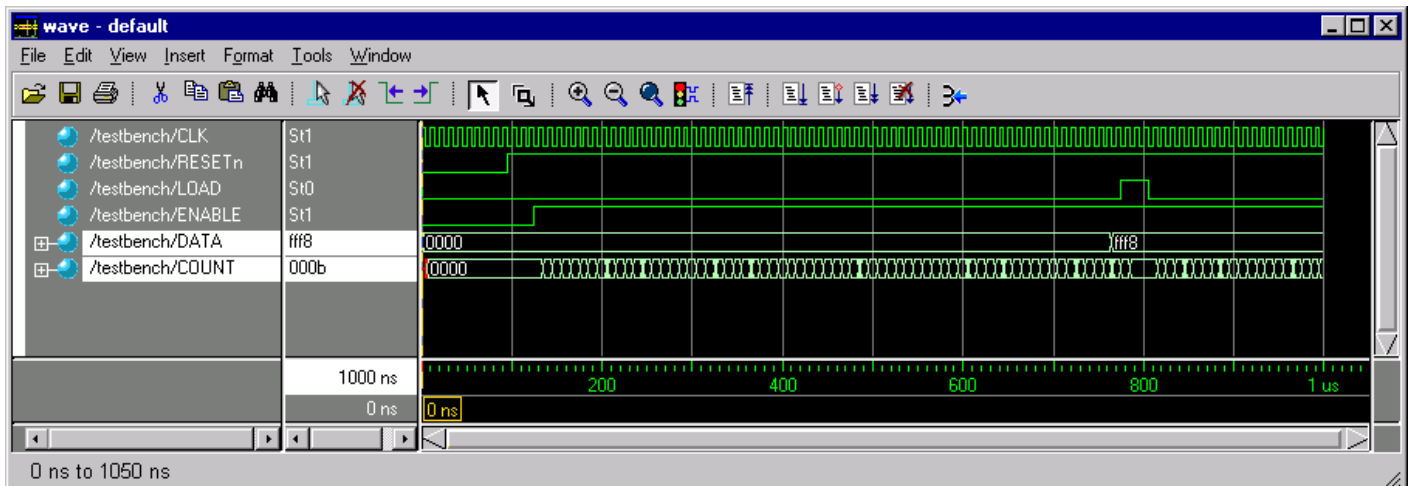 wave - default
File Edit View Insert Format Tools Window
/testbench/CLK St1
/testbench/RESETn St1
/testbench/LOAD St0
/testbench/ENABLE St1
/testbench/DATA fff8 0000 fff8
/testbench/COUNT 000b 0000
1000 ns 200 400 600 800 1 us
0 ns 0 ns
0 ns to 1050 ns